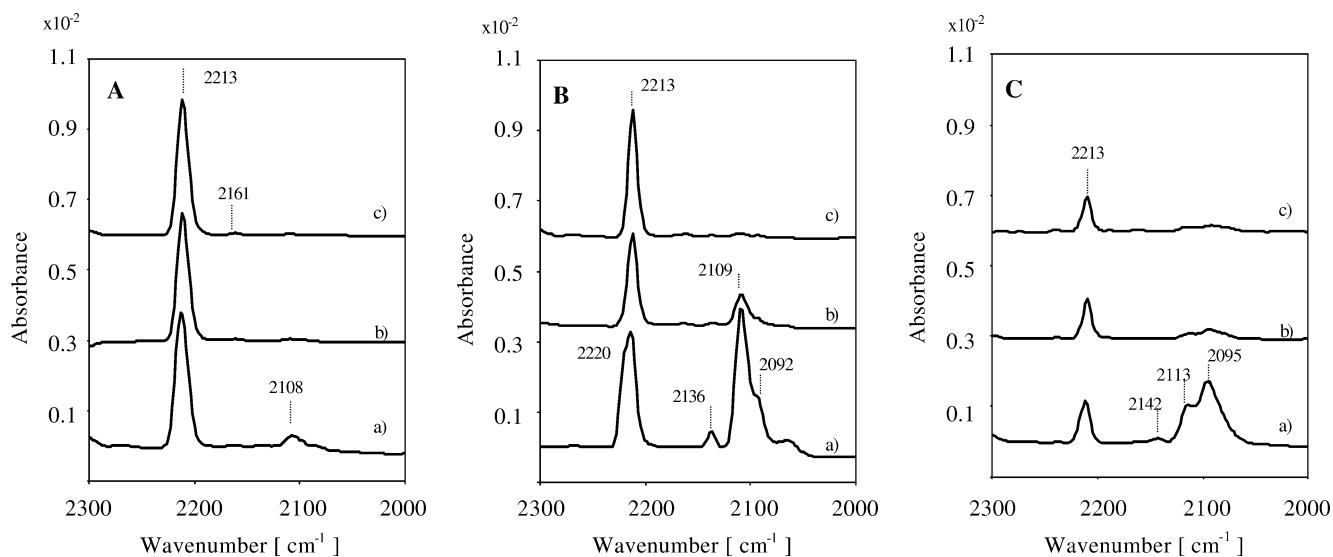 x10⁻²
1.1
0.9
0.7
0.5
0.3
0.1
Absorbance
A
2213
2161
c)
b)
2108
a)
2300 2200 2100 2000
Wavenumber [ cm⁻¹ ]
x10⁻²
1.1
0.9
0.7
0.5
0.3
0.1
Absorbance
B
2213
c)
2109
b)
2220
2136
2092
a)
2300 2200 2100 2000
Wavenumber [ cm⁻¹ ]
x10⁻²
1.1
0.9
0.7
0.5
0.3
0.1
Absorbance
C
2213
c)
b)
2095
2113
2142
a)
2300 2200 2100 2000
Wavenumber [ cm⁻¹ ]